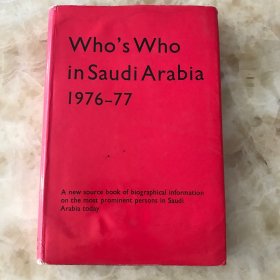 Who's Who
in Saudi Arabia
1976-77
A new source book of biographical information
on the most prominent persons in Saudi
Arabia today